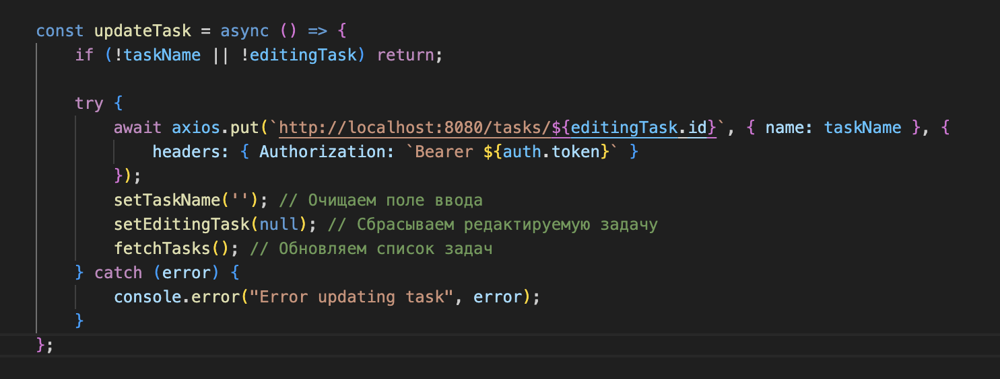 const updateTask = async () => {
if (!taskName || !editingTask) return;
try {
await axios.put(`http://localhost:8080/tasks/${editingTask.id}`, { name: taskName }, {
headers: { Authorization: `Bearer ${auth.token}` }
});
setTaskName(''); // Очищаем поле ввода
setEditingTask(null); // Сбрасываем редактируемую задачу
fetchTasks(); // Обновляем список задач
} catch (error) {
console.error("Error updating task", error);
}
};